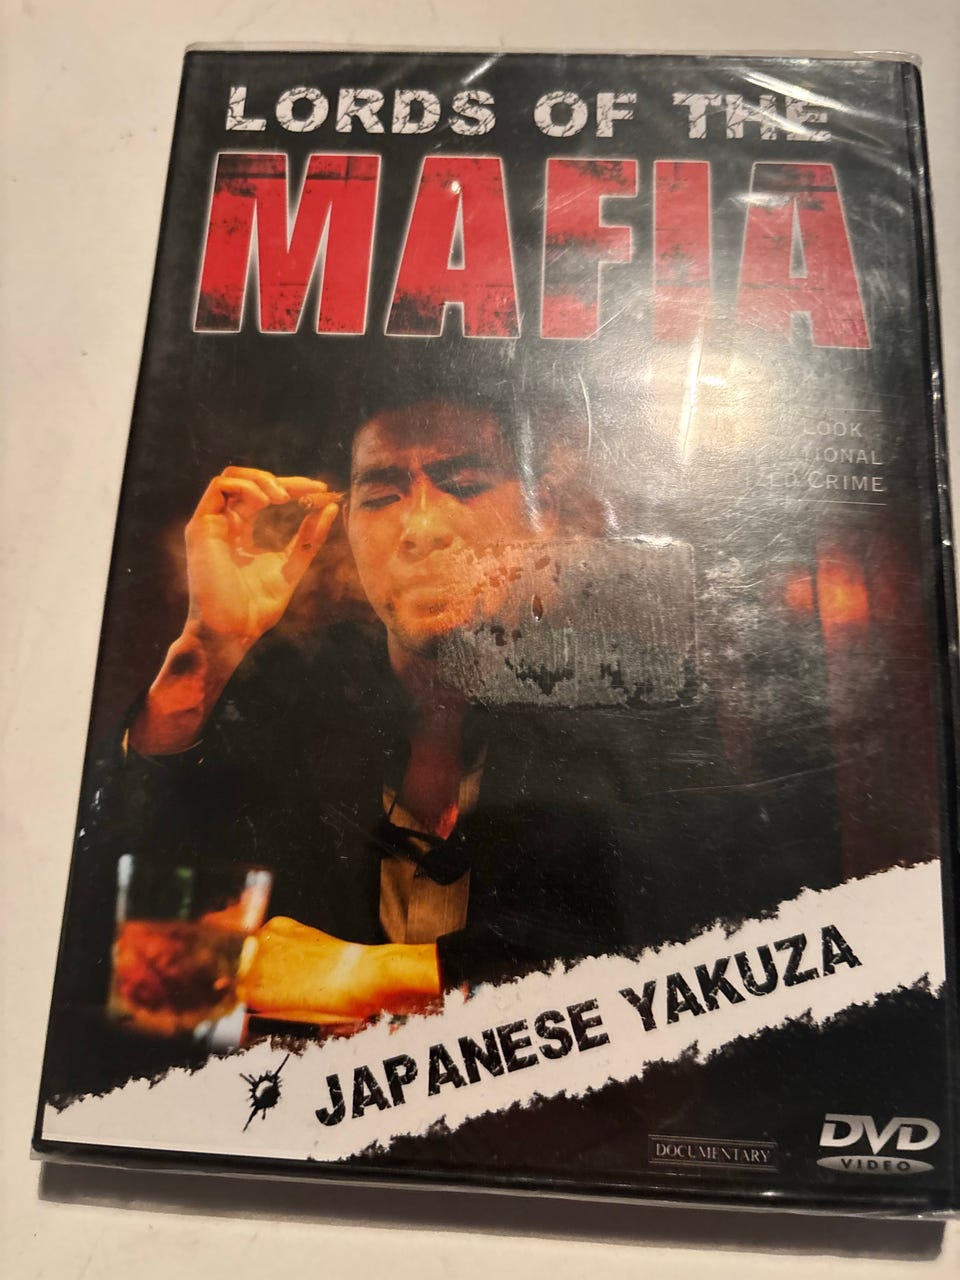 LORDS OF THE
MAFIA
LOOK
CRIME
JAPANESE YAKUZA
DOCUMENTARY
DVD
VIDEO